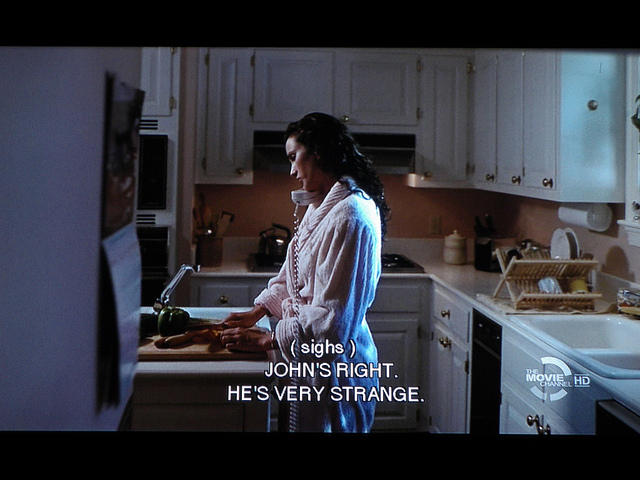 ( sighs )
JOHN'S RIGHT.
HE'S VERY STRANGE.
THE
MOVIE
CHANNEL HD